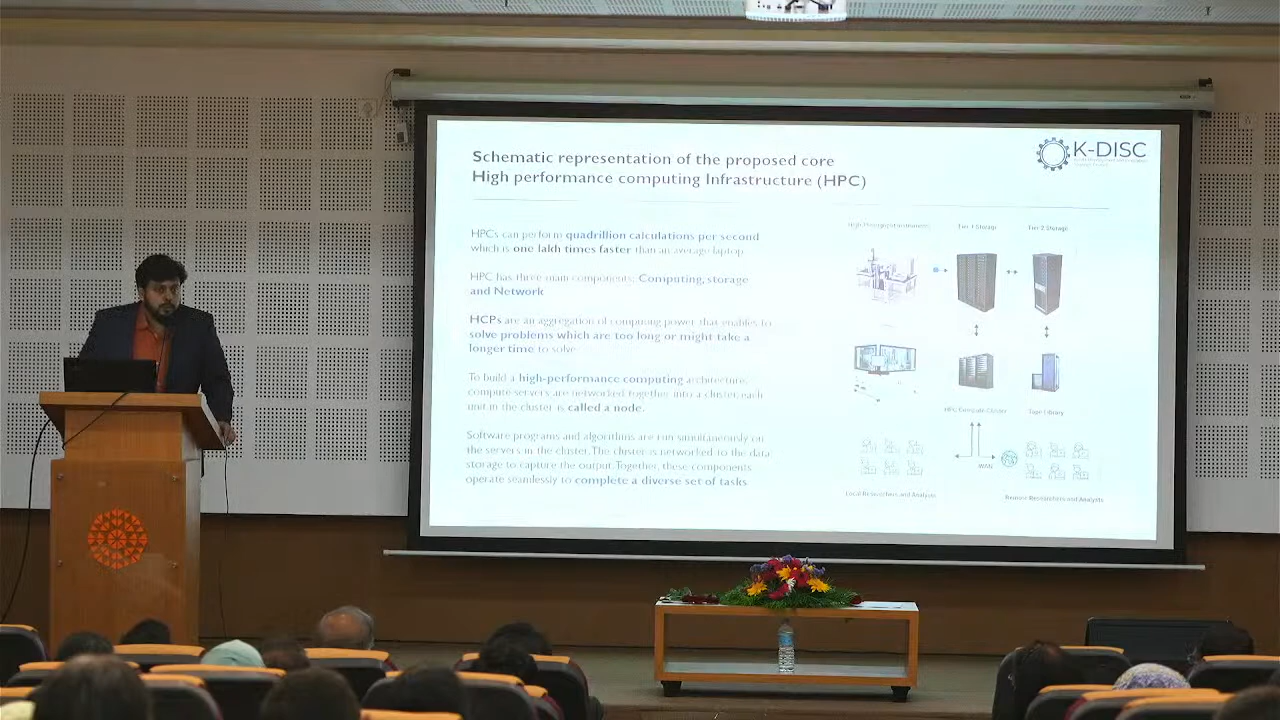 Schematic representation of the proposed core
High performance computing Infrastructure (HPC)
K-DISC
HPCs can perform quadrillion calculations per second
which is one lakh times faster than an average laptop
HPC has three main components: Computing, storage
and Network
HCPs are an aggregation of computing power that enables to
solve problems which are too long or might take a
longer time to solve
To build a high-performance computing architecture,
compute servers are networked together into a cluster, each
unit in the cluster is called a node.
Software programs and algorithms are run simultaneously on
the servers in the cluster. The cluster is networked to the data
storage to capture the output. Together, these components
operate seamlessly to complete a diverse set of tasks
Tier 1 Storage
Tier 2 Storage
HPC Compute Cluster
Tape Library
WAN
Local Researchers and Analysts
Remote Researchers and Analysts